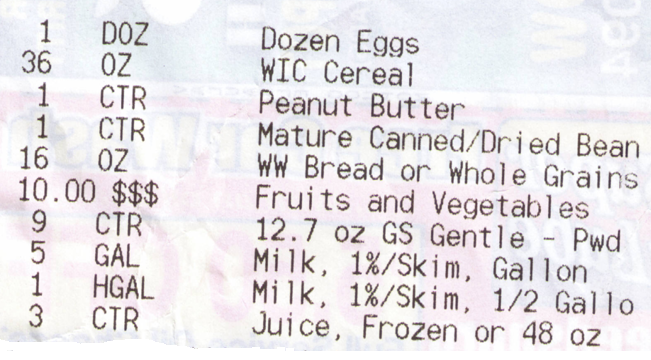 1 DOZ Dozen Eggs
36 OZ WIC Cereal
1 CTR Peanut Butter
1 CTR Mature Canned/Dried Bean
16 OZ WW Bread or Whole Grains
10.00 $$$ Fruits and Vegetables
9 CTR 12.7 oz GS Gentle - Pwd
5 GAL Milk, 1%/Skim, Gallon
1 HGAL Milk, 1%/Skim, 1/2 Gallo
3 CTR Juice, Frozen or 48 oz